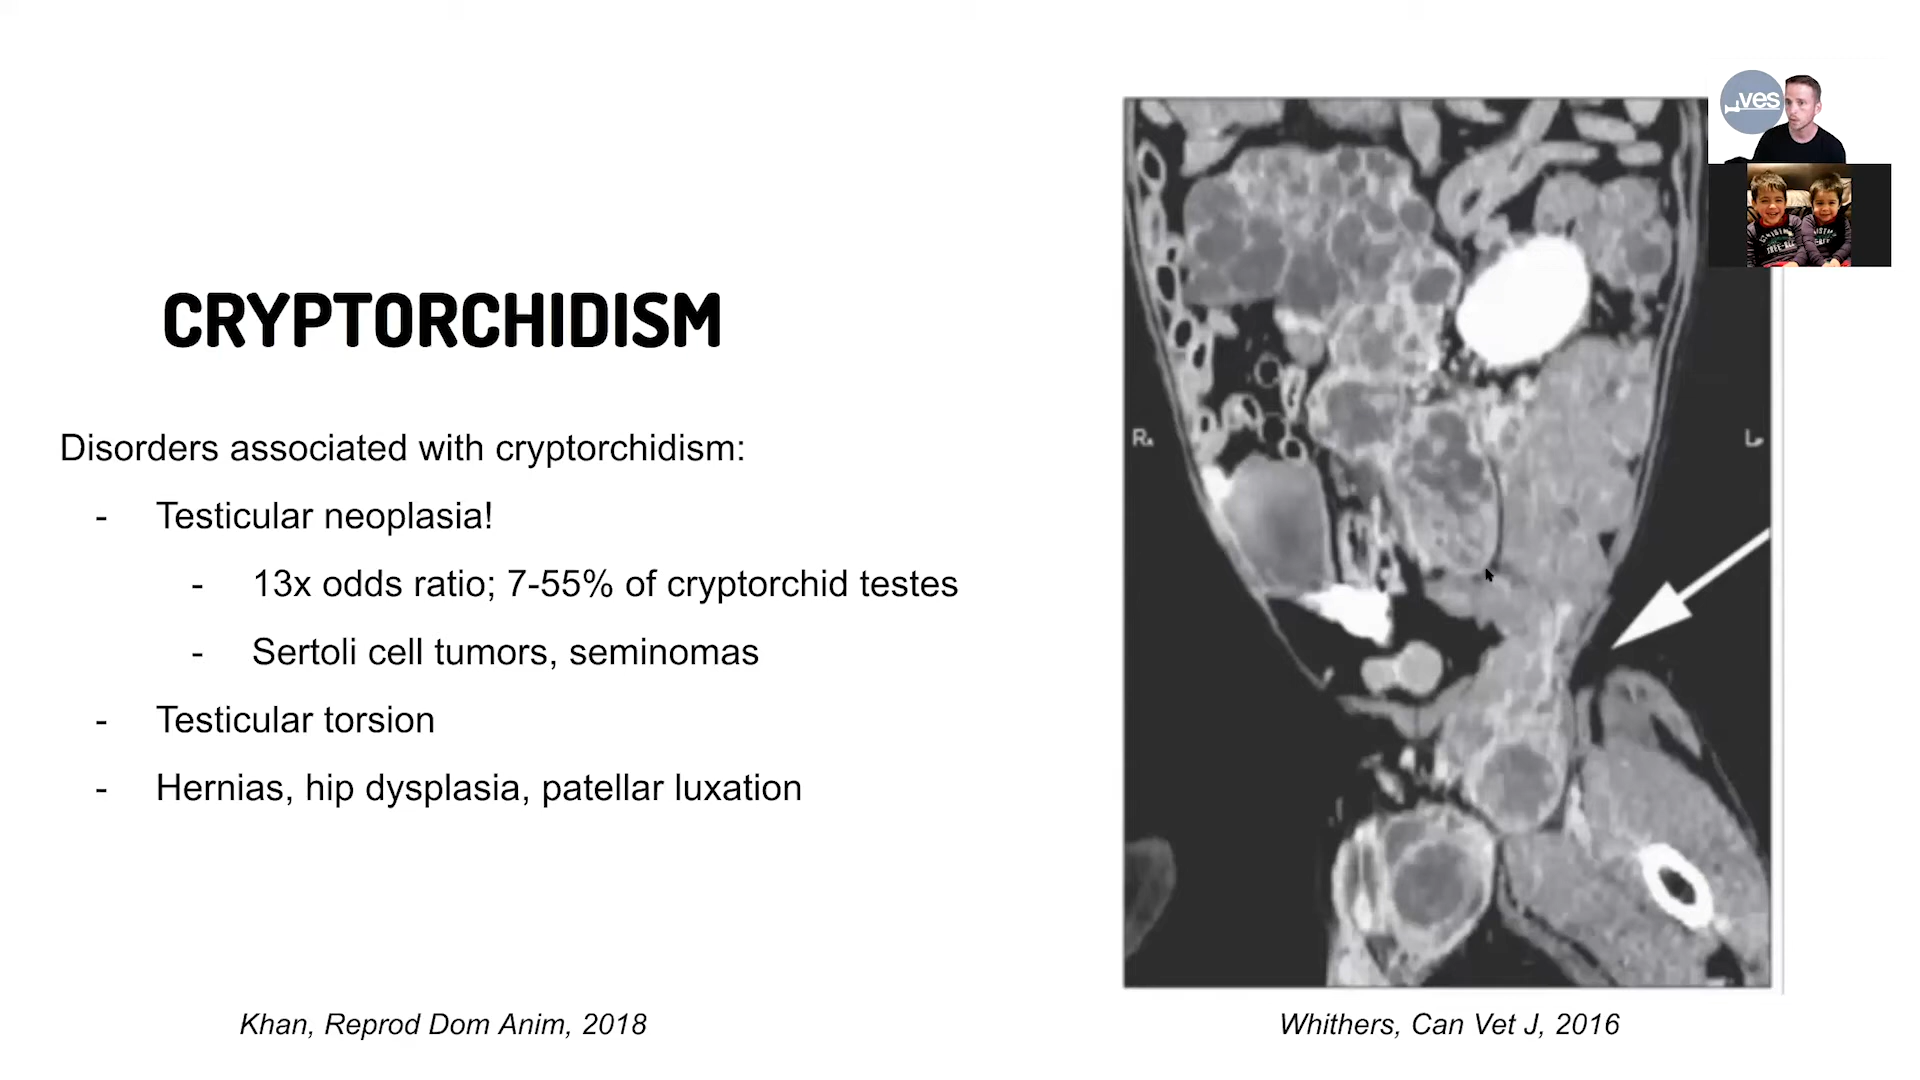 ves
CRYPTORCHIDISM
Disorders associated with cryptorchidism:
- Testicular neoplasia!
- 13x odds ratio; 7-55% of cryptorchid testes
- Sertoli cell tumors, seminomas
- Testicular torsion
- Hernias, hip dysplasia, patellar luxation
Khan, Reprod Dom Anim, 2018
Whithers, Can Vet J, 2016